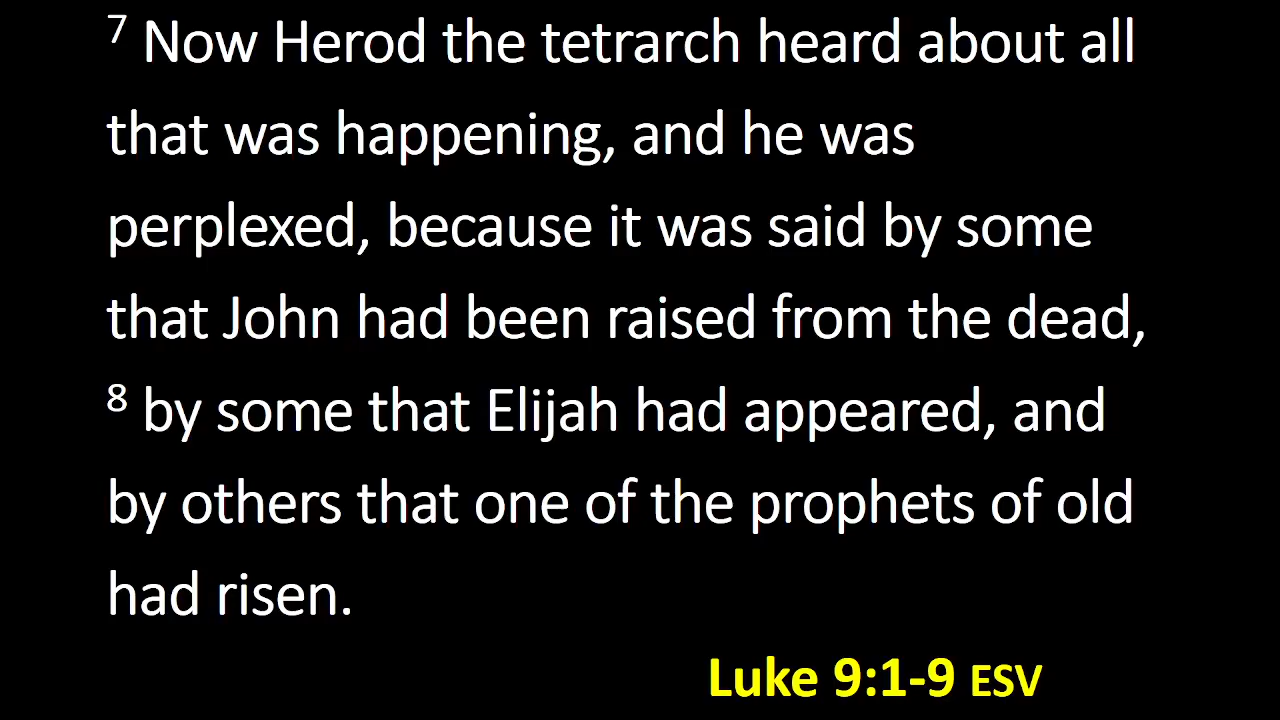 7 Now Herod the tetrarch heard about all
that was happening, and he was
perplexed, because it was said by some
that John had been raised from the dead,
8 by some that Elijah had appeared, and
by others that one of the prophets of old
had risen.
Luke 9:1-9 ESV